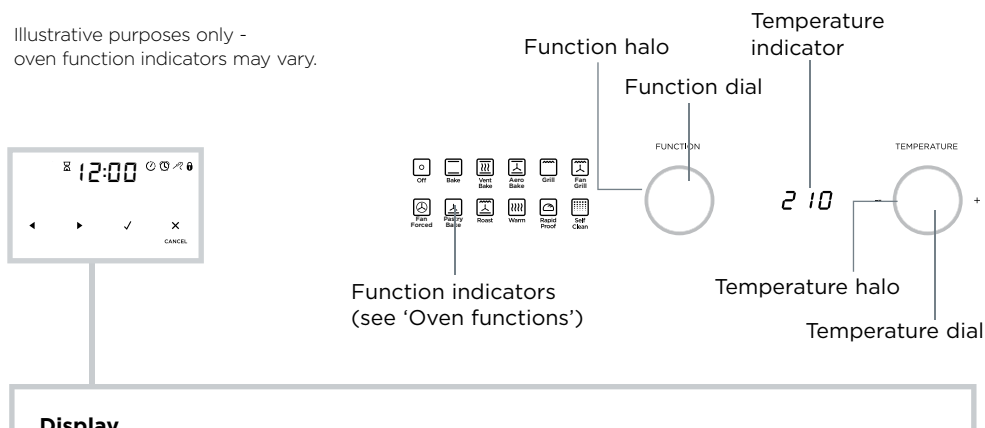 Illustrative purposes only -
oven function indicators may vary.
Function halo
Temperature
indicator
Function dial
12:00
CANCEL
Off
Bake
Vent
Bake
Aero
Bake
Grill
Fan
Grill
Fan
Forced
Pastry
Bake
Roast
Warm
Rapid
Proof
Self
Clean
FUNCTION
210
TEMPERATURE
- +
Function indicators
(see 'Oven functions')
Temperature halo
Temperature dial
Display